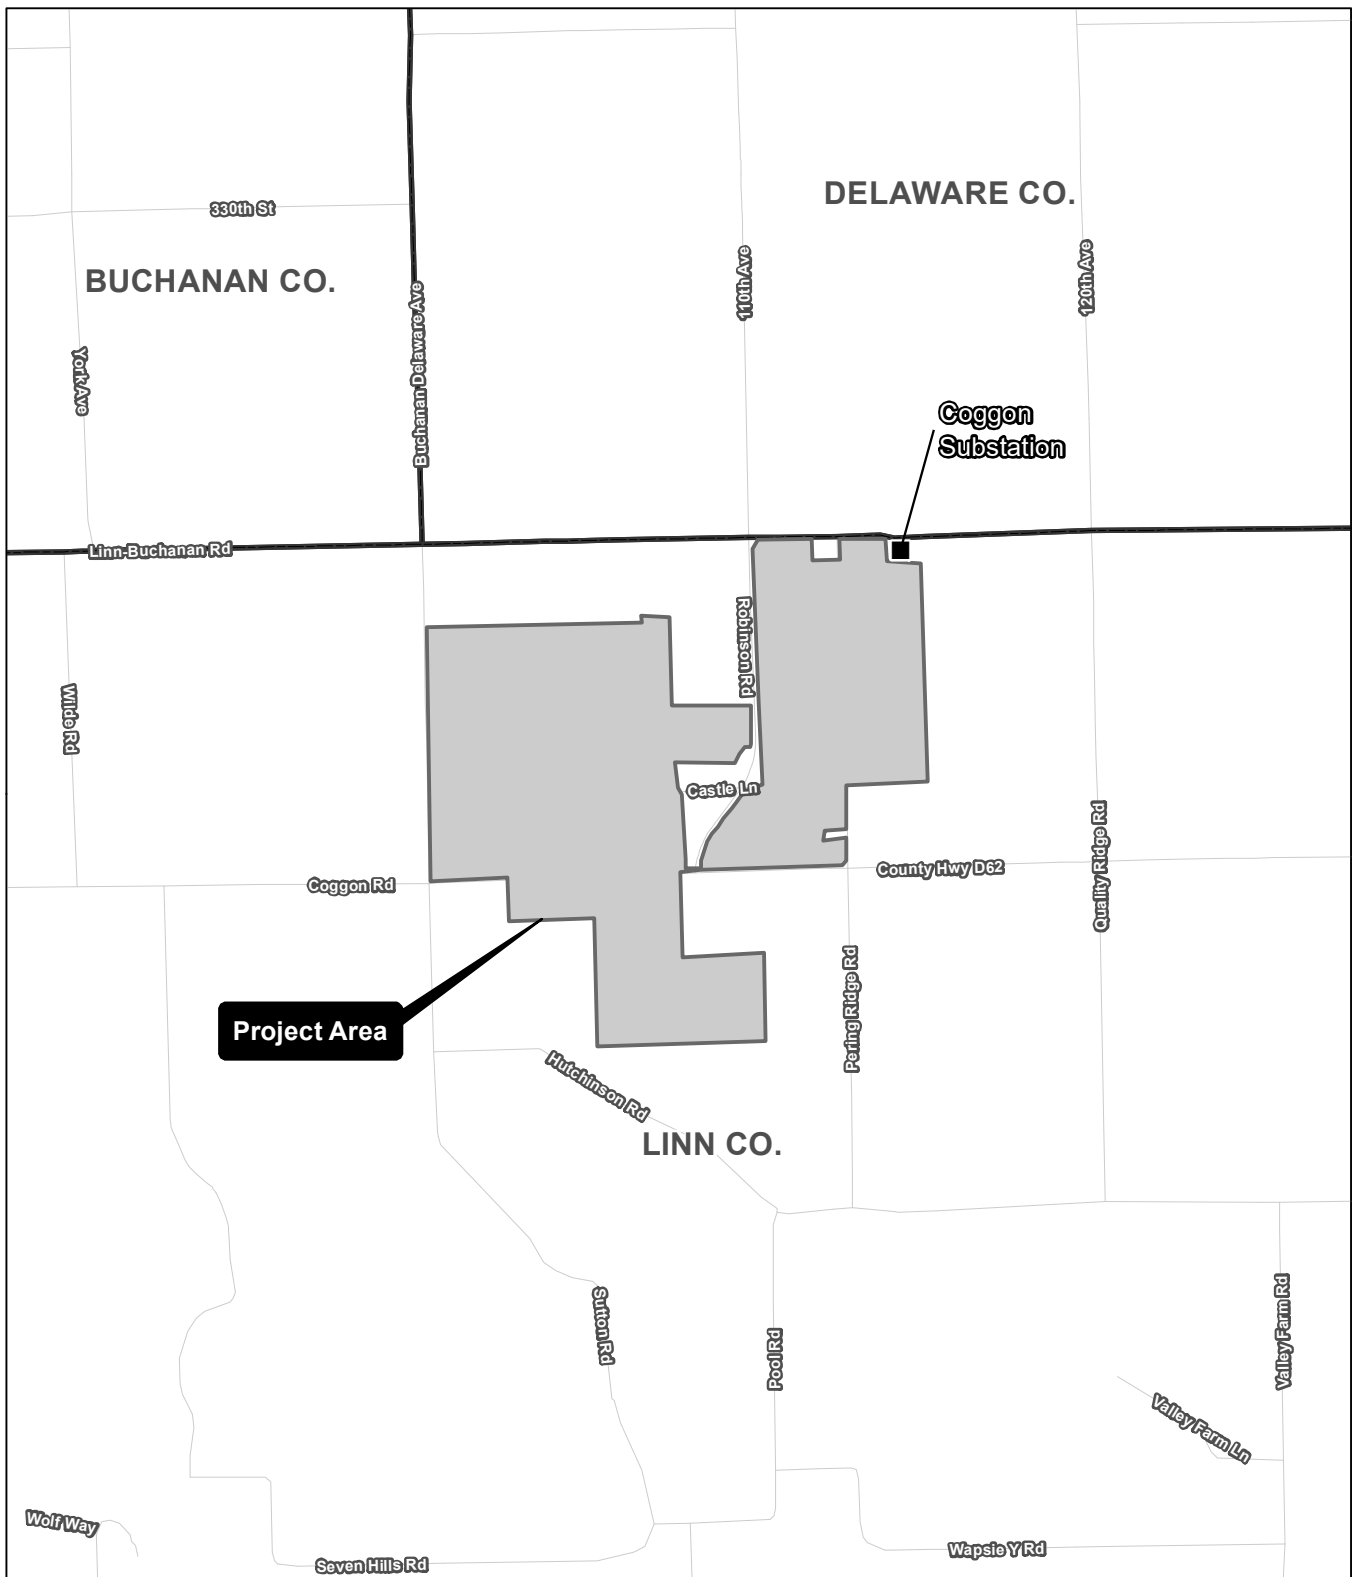 DELAWARE CO.
330th St
BUCHANAN CO.
110th Ave
120th Ave
Buchanan Delaware Ave
York Ave
Coggon
Substation
Linn-Buchanan Rd
Robinson Rd
Wilde Rd
Castle Ln
Coggon Rd
County Hwy D62
Quality Ridge Rd
Pering Ridge Rd
Project Area
Hutchinson Rd
LINN CO.
Sutton Rd
Pool Rd
Valley Farm Rd
Valley Farm Ln
Wolf Way
Seven Hills Rd
Wapsie Y Rd